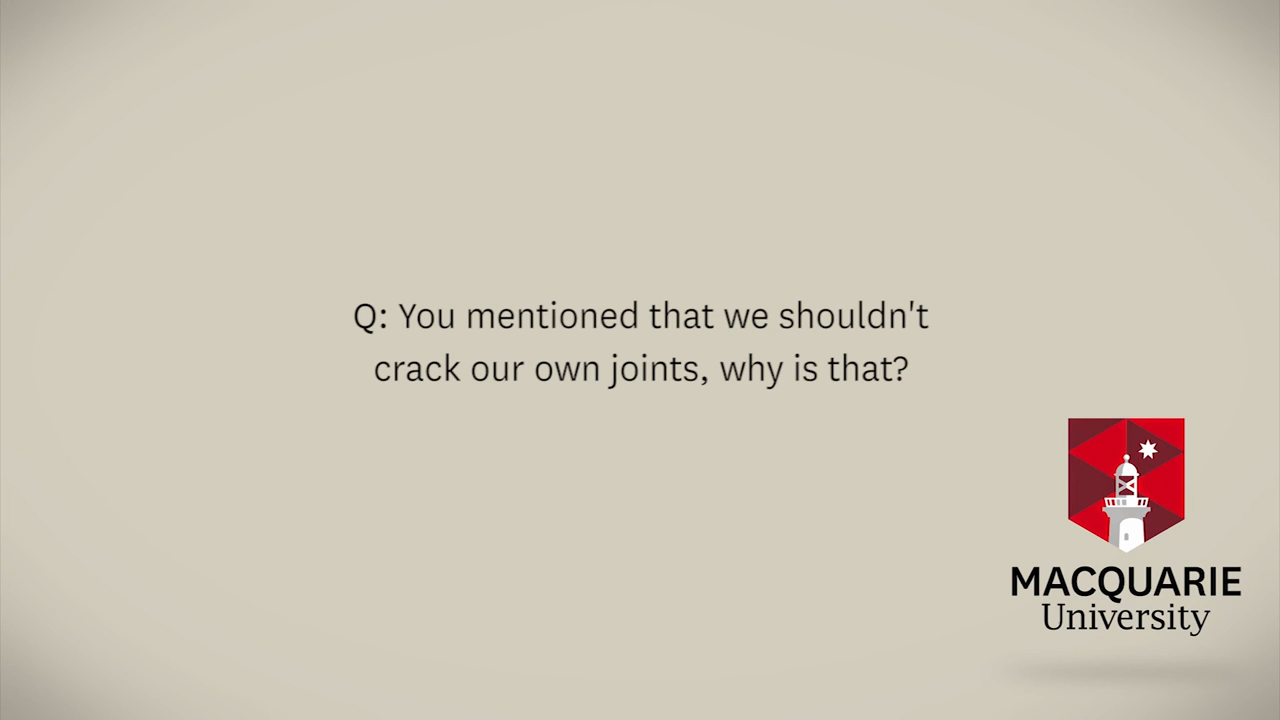 Q: You mentioned that we shouldn't
crack our own joints, why is that?
MACQUARIE
University